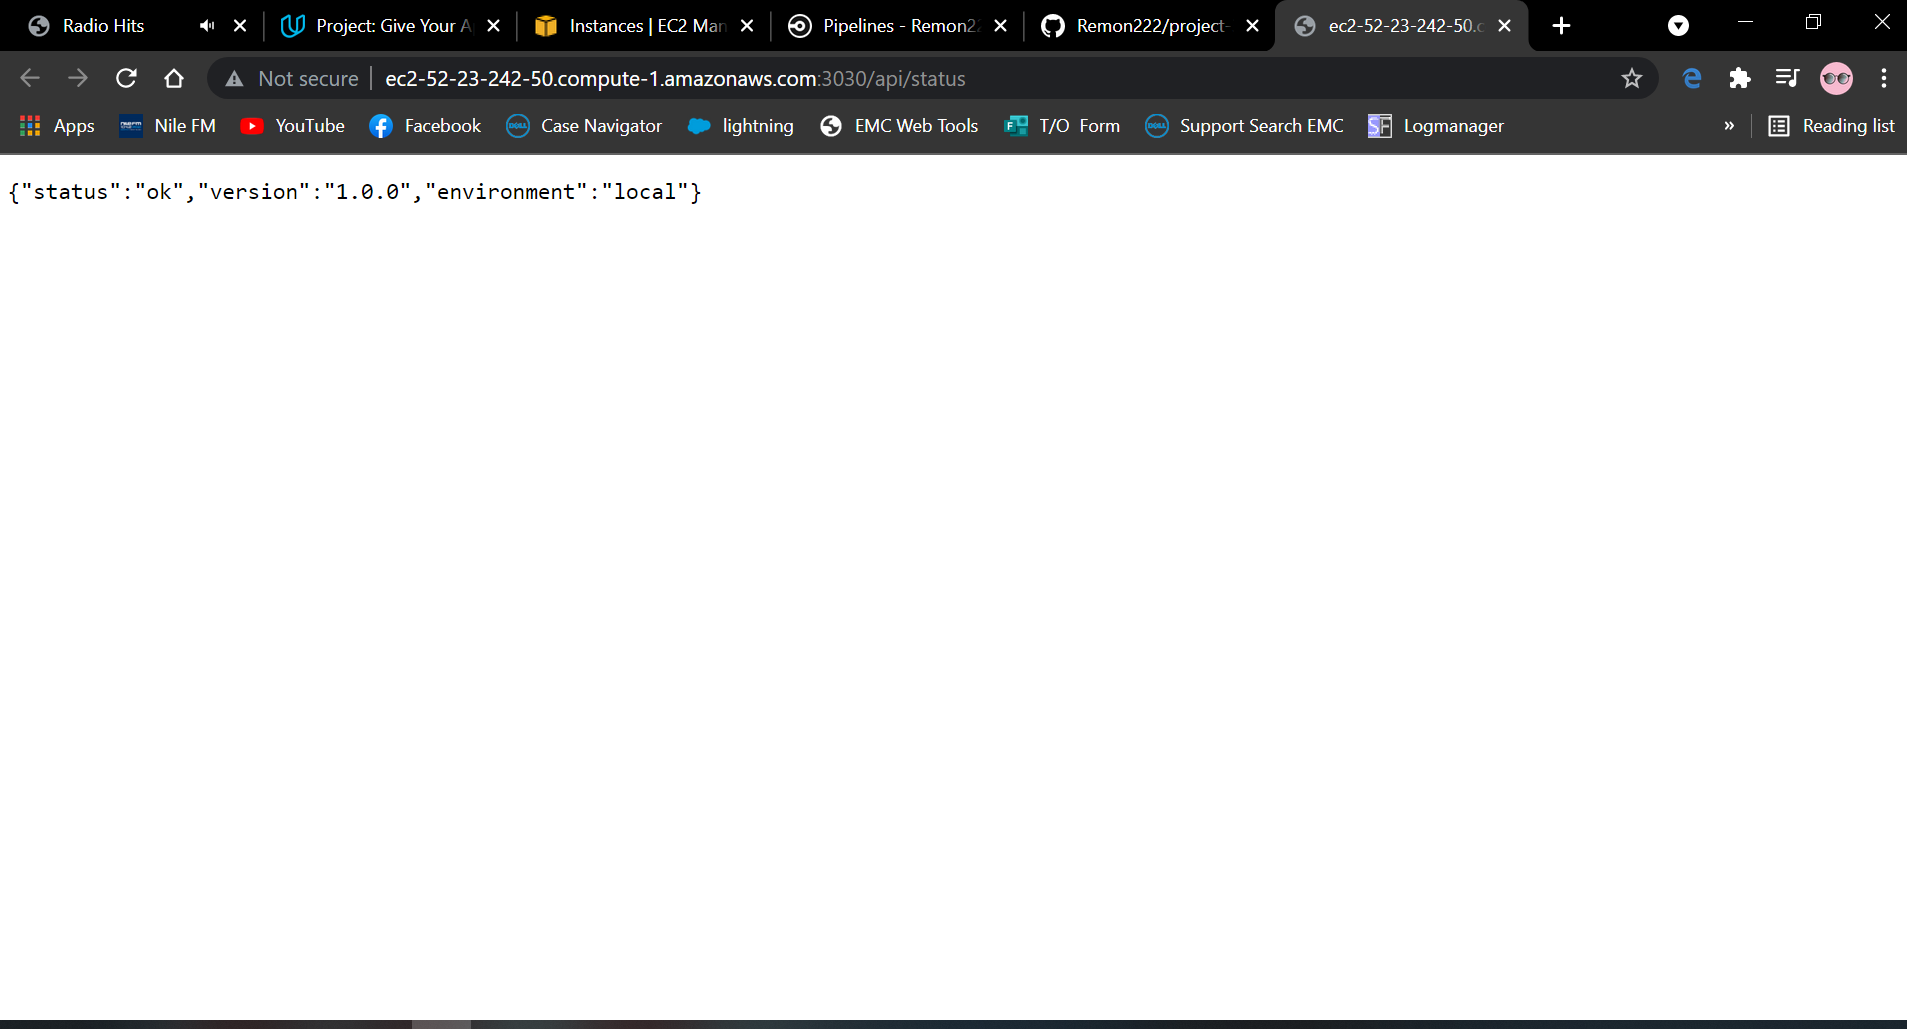 Radio Hits Project: Give Your A Instances | EC2 Man Pipelines - Remon22 Remon222/project- ec2-52-23-242-50.c
Not secure ec2-52-23-242-50.compute-1.amazonaws.com:3030/api/status
Apps Nile FM YouTube Facebook Case Navigator lightning EMC Web Tools T/O Form Support Search EMC Logmanager » Reading list
{"status":"ok","version":"1.0.0","environment":"local"}